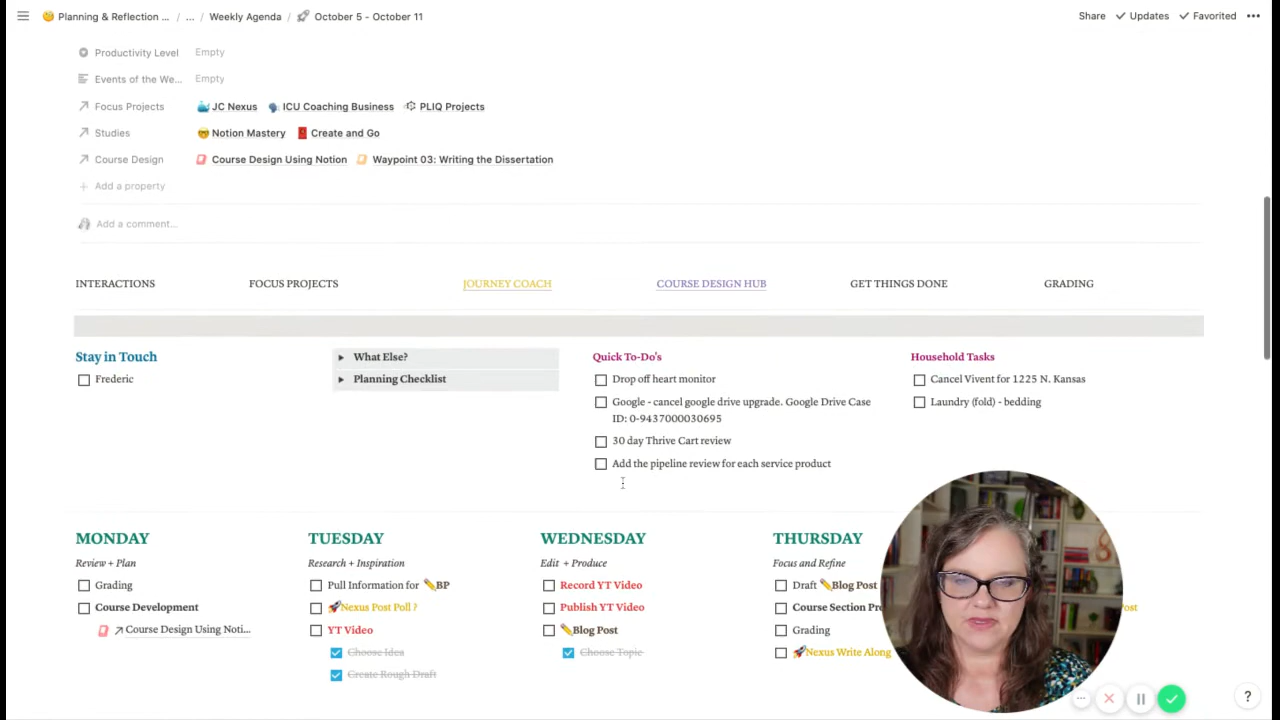 Planning & Reflection ... / ... / Weekly Agenda / October 5 - October 11
Share Updates Favorited
Productivity Level Empty
Events of the We... Empty
Focus Projects JC Nexus ICU Coaching Business PLIQ Projects
Studies Notion Mastery Create and Go
Course Design Course Design Using Notion Waypoint 03: Writing the Dissertation
Add a property
Add a comment...
INTERACTIONS FOCUS PROJECTS JOURNEY COACH COURSE DESIGN HUB GET THINGS DONE GRADING
Stay in Touch
Frederic
What Else?
Planning Checklist
Quick To-Do's
Drop off heart monitor
Google - cancel google drive upgrade. Google Drive Case
ID: 0-9437000030695
30 day Thrive Cart review
Add the pipeline review for each service product
Household Tasks
Cancel Vivent for 1225 N. Kansas
Laundry (fold) - bedding
MONDAY
Review + Plan
Grading
Course Development
Course Design Using Noti...
TUESDAY
Research + Inspiration
Pull Information for BP
Nexus Post Poll ?
YT Video
Choose Idea
Create Rough Draft
WEDNESDAY
Edit + Produce
Record YT Video
Publish YT Video
Blog Post
Choose Topic
THURSDAY
Focus and Refine
Draft Blog Post
Course Section Pr
Grading
Nexus Write Along
Post
?